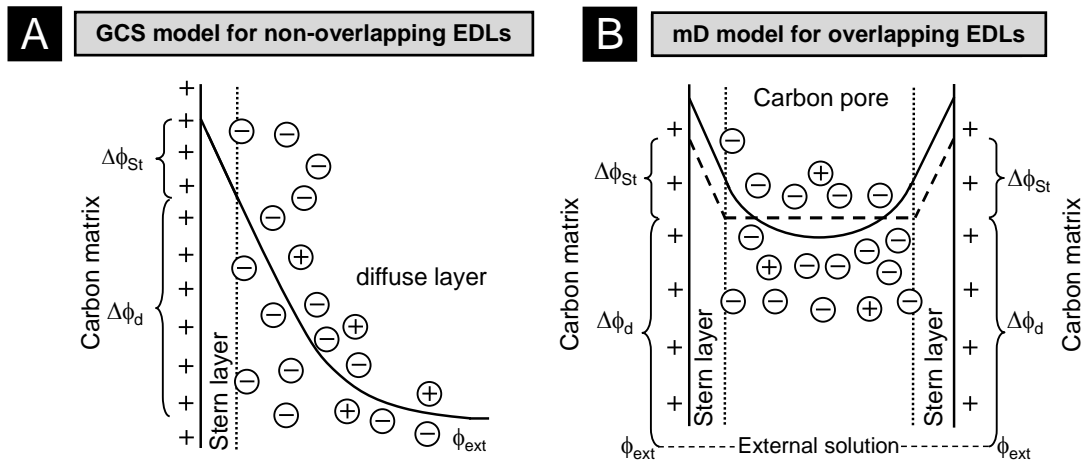 A
GCS model for non-overlapping EDLs
Carbon matrix
Δϕ_St
Δϕ_d
Stern layer
diffuse layer
ϕ_ext
B
mD model for overlapping EDLs
Carbon pore
Carbon matrix
Δϕ_St
Δϕ_d
Stern layer
ϕ_ext
External solution
Stern layer
Δϕ_St
Δϕ_d
ϕ_ext
Carbon matrix